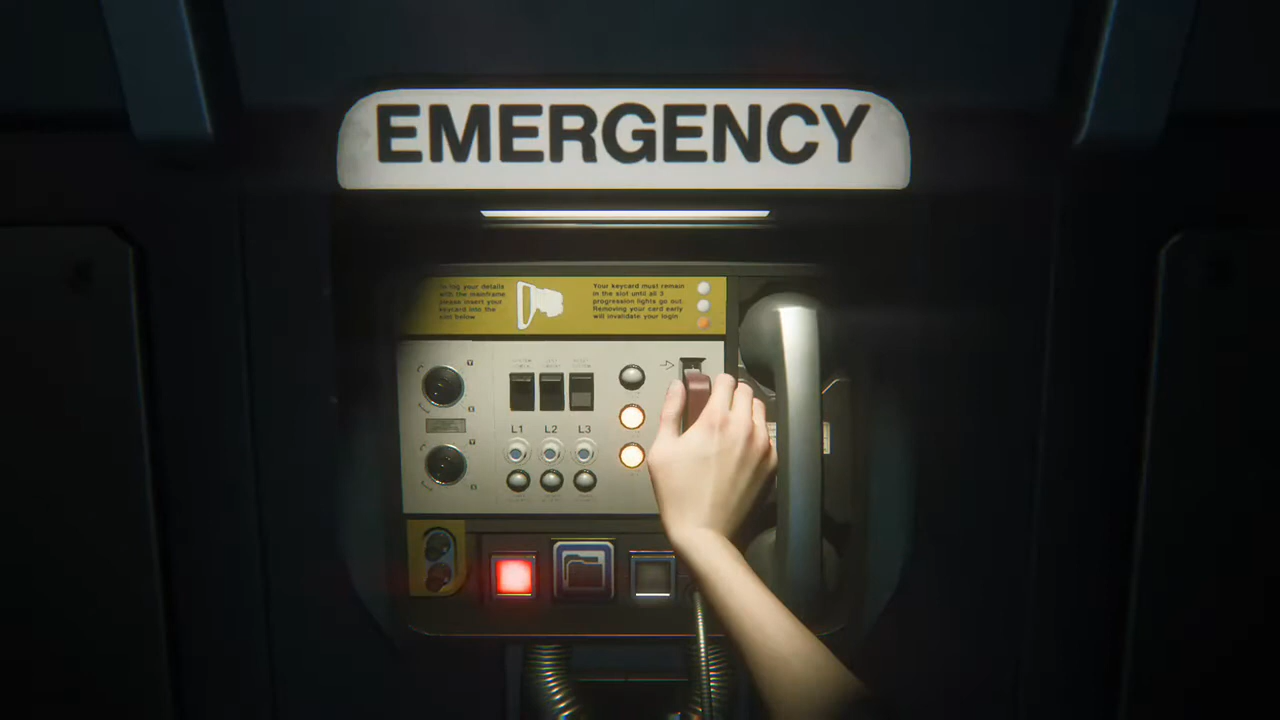 EMERGENCY
To log your details
with the mainframe
please insert your
keycard into the
slot below
Your keycard must remain
in the slot until all 3
progression lights go out.
Removing your card early
will invalidate your login
L1 L2 L3